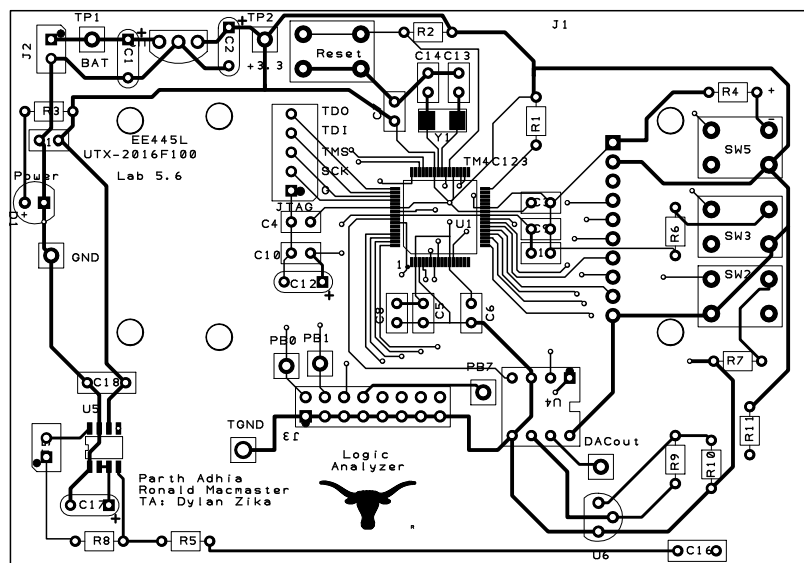 TP1
TP2
J1
J2
C1
+
C2
+
BAT
+3.3
Reset
R2
C14
C13
R4
+
R3
TDO
TDI
TMS
SCK
G
JTAG
Y1
TM4C123
R1
SW5
EE445L
UTX-2016F100
Lab 5.6
Power
D1
+
GND
C4
C10
C12
+
U1
1
R6
SW3
SW2
C8
C5
C6
PB0
PB1
PB7
R7
C18
U5
U4
J3
TGND
Logic
Analyzer
DACout
R11
R9
R10
Parth Adhia
Ronald Macmaster
TA: Dylan Zika
C17
+
R8
R5
U6
C16